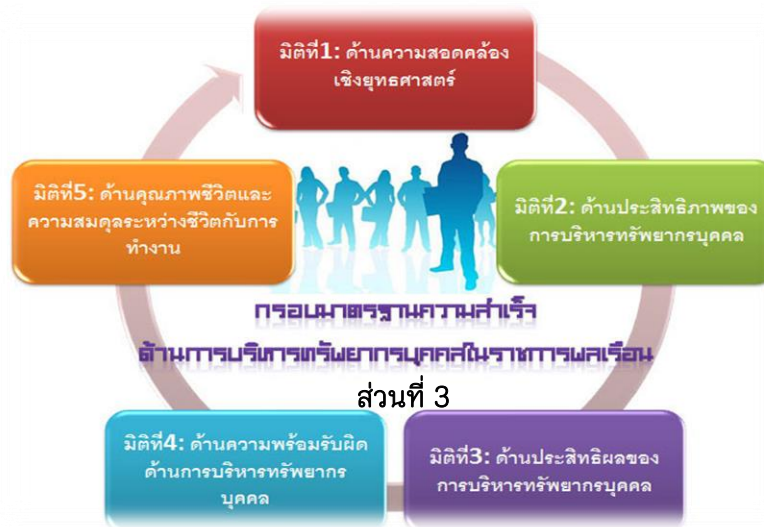 มิติที่1: ด้านความสอดคล้อง
เชิงยุทธศาสตร์
มิติที่2: ด้านประสิทธิภาพของ
การบริหารทรัพยากรบุคคล
มิติที่3: ด้านประสิทธิผลของ
การบริหารทรัพยากรบุคคล
มิติที่4: ด้านความพร้อมรับผิด
ด้านการบริหารทรัพยากร
บุคคล
มิติที่5: ด้านคุณภาพชีวิตและ
ความสมดุลระหว่างชีวิตกับการ
ทำงาน
กรอบมาตรฐานความสำเร็จ
ด้านการบริหารทรัพยากรบุคคลในราชการพลเรือน
ส่วนที่ 3